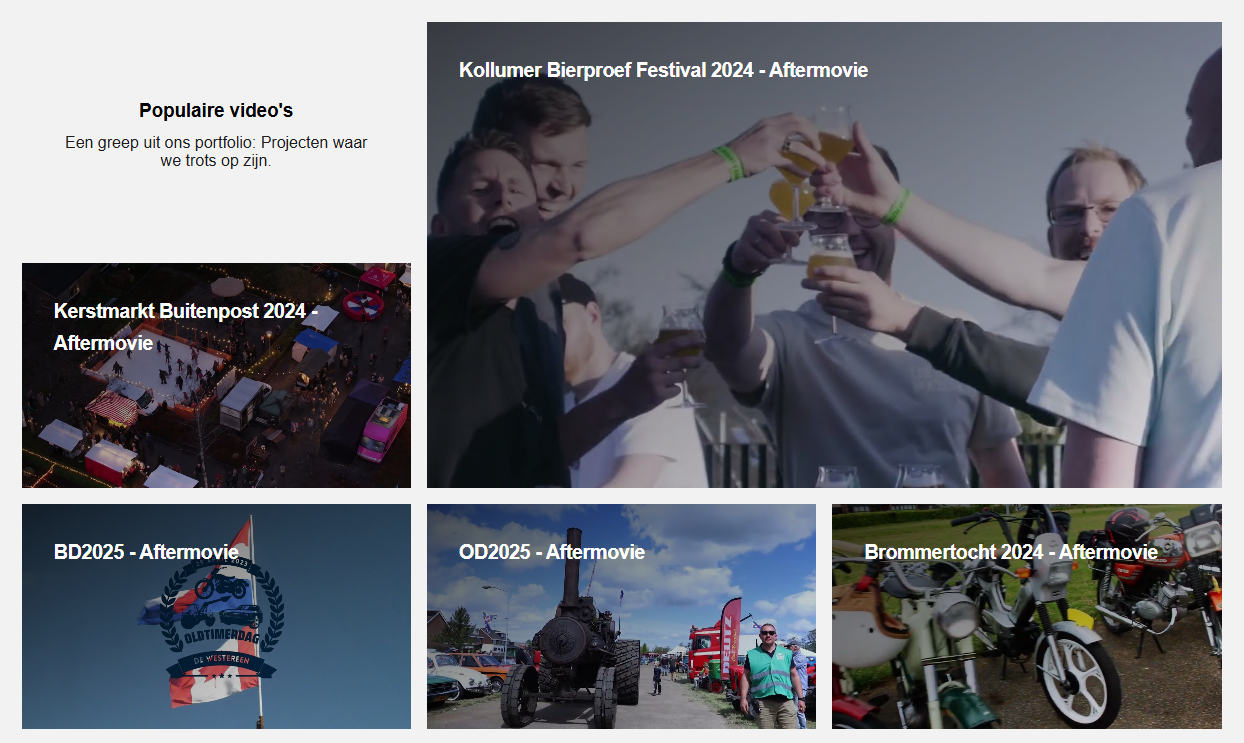 Populaire video's
Een greep uit ons portfolio: Projecten waar
we trots op zijn.
Kollumer Bierproef Festival 2024 - Aftermovie
Kerstmarkt Buitenpost 2024 -
Aftermovie
BD2025 - Aftermovie
2023
OLDTIMERDAG
DE WESTEREEN
OD2025 - Aftermovie
Brommertocht 2024 - Aftermovie